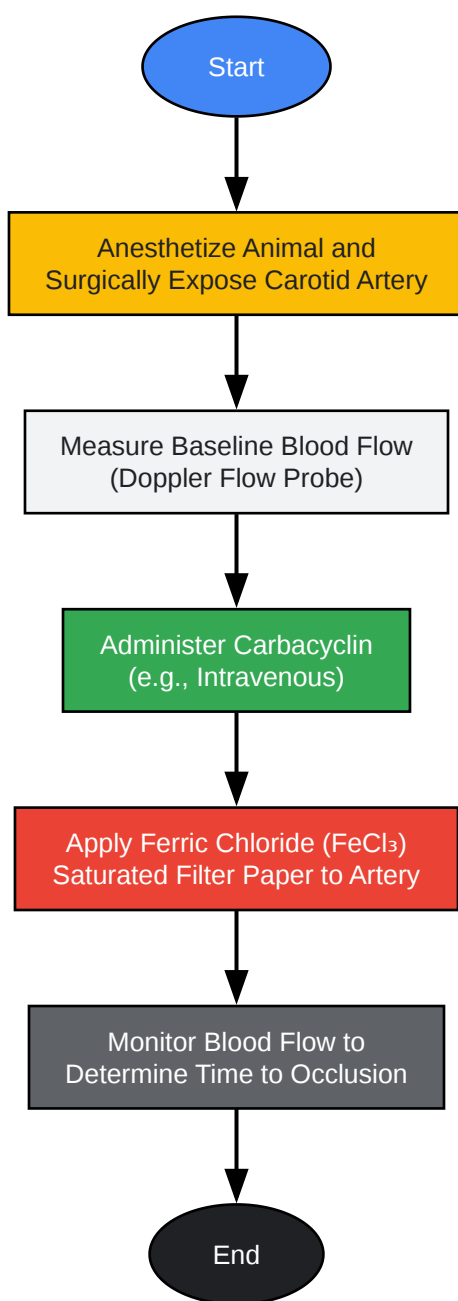 Start
Anesthetize Animal and
Surgically Expose Carotid Artery
Measure Baseline Blood Flow
(Doppler Flow Probe)
Administer Carbacyclin
(e.g., Intravenous)
Apply Ferric Chloride (FeCl₃)
Saturated Filter Paper to Artery
Monitor Blood Flow to
Determine Time to Occlusion
End